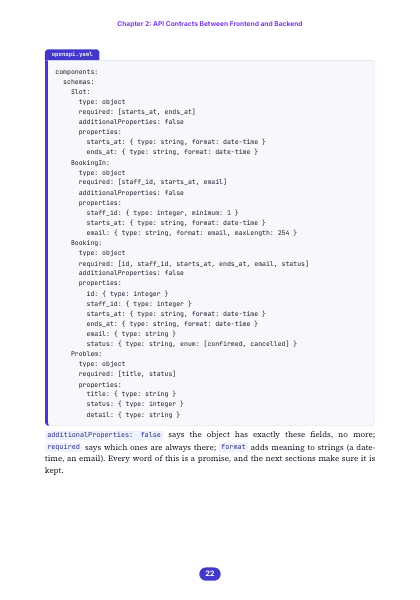 Chapter 2: API Contracts Between Frontend and Backend
openapi.yaml
components:
  schemas:
    Slot:
      type: object
      required: [starts_at, ends_at]
      additionalProperties: false
      properties:
        starts_at: { type: string, format: date-time }
        ends_at: { type: string, format: date-time }
    BookingIn:
      type: object
      required: [staff_id, starts_at, email]
      additionalProperties: false
      properties:
        staff_id: { type: integer, minimum: 1 }
        starts_at: { type: string, format: date-time }
        email: { type: string, format: email, maxLength: 254 }
    Booking:
      type: object
      required: [id, staff_id, starts_at, ends_at, email, status]
      additionalProperties: false
      properties:
        id: { type: integer }
        staff_id: { type: integer }
        starts_at: { type: string, format: date-time }
        ends_at: { type: string, format: date-time }
        email: { type: string }
        status: { type: string, enum: [confirmed, cancelled] }
    Problem:
      type: object
      required: [title, status]
      properties:
        title: { type: string }
        status: { type: integer }
        detail: { type: string }
additionalProperties: false says the object has exactly these fields, no more;
required says which ones are always there; format adds meaning to strings (a date-
time, an email). Every word of this is a promise, and the next sections make sure it is
kept.
22